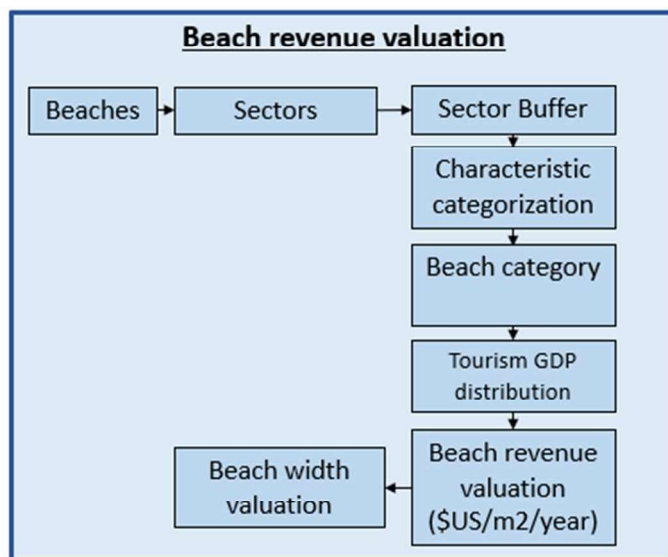 Beach revenue valuation
Beaches
Sectors
Sector Buffer
Characteristic
categorization
Beach category
Tourism GDP
distribution
Beach revenue
valuation
($US/m2/year)
Beach width
valuation